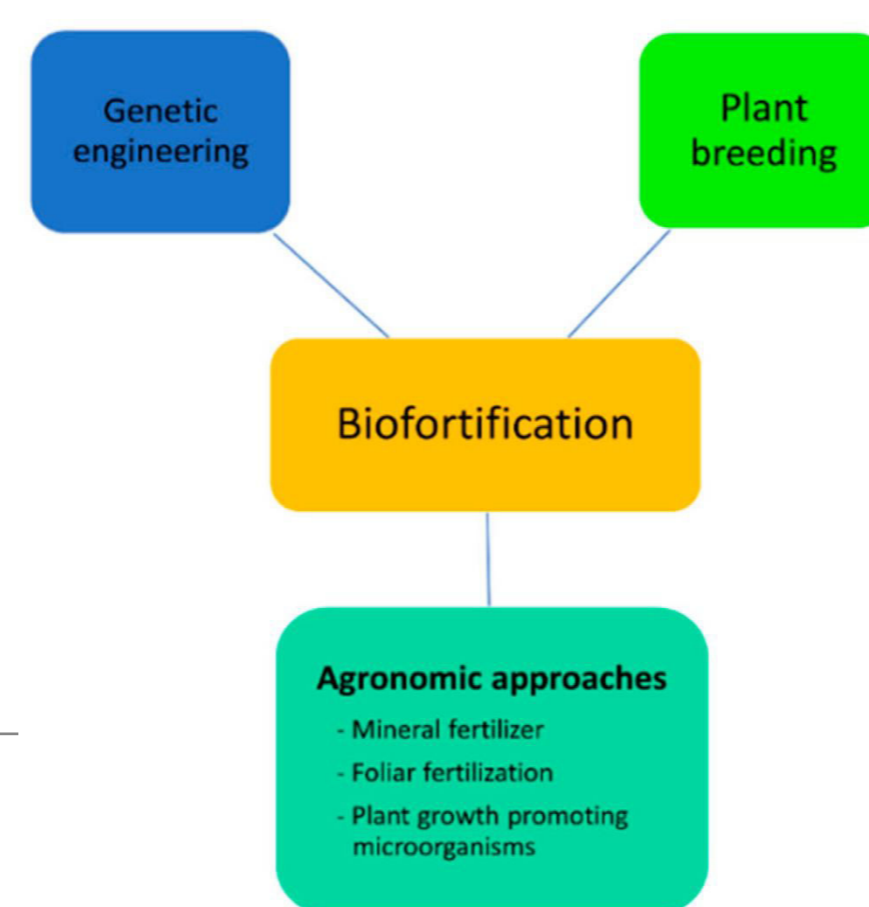 Genetic
engineering
Plant
breeding
Biofortification
Agronomic approaches
- Mineral fertilizer
- Foliar fertilization
- Plant growth promoting
microorganisms